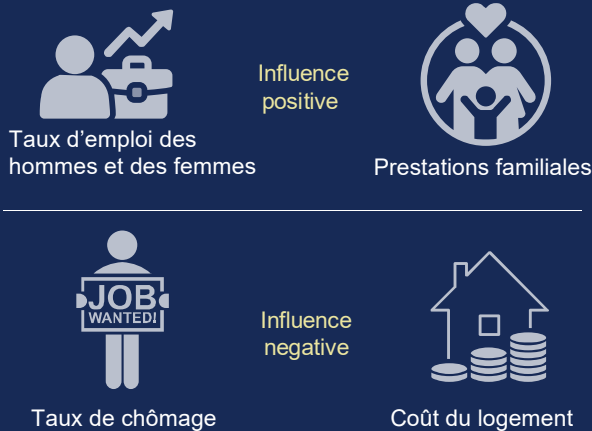 Influence
positive
Taux d'emploi des
hommes et des femmes
Prestations familiales
JOB
WANTED!
Influence
negative
Taux de chômage
Coût du logement